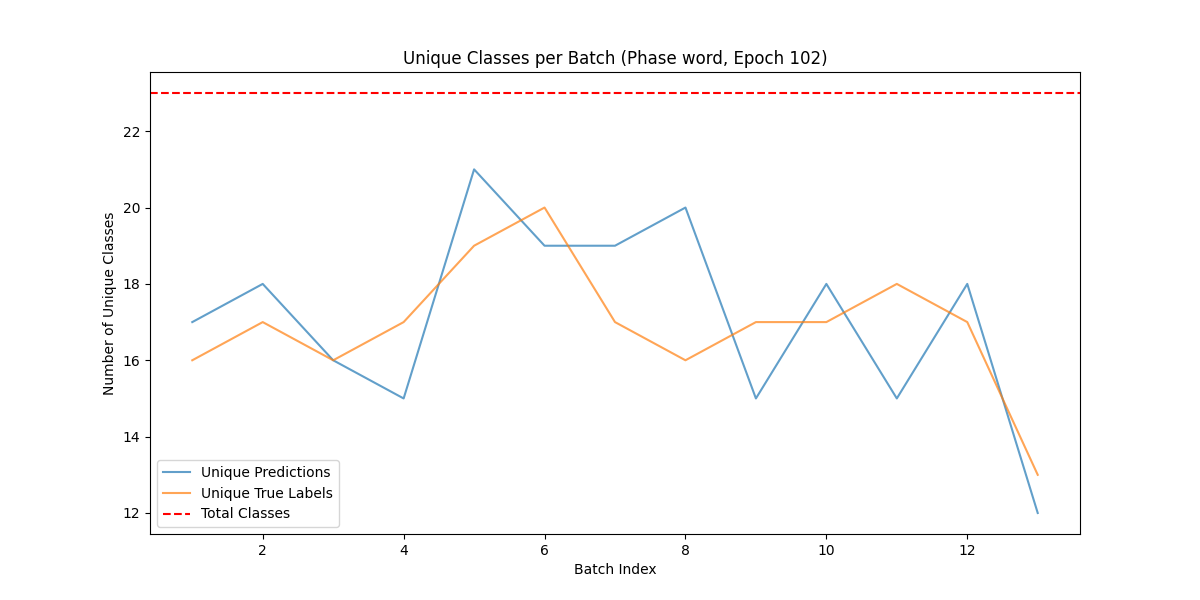 Unique Classes per Batch (Phase word, Epoch 102)
Number of Unique Classes
22
20
18
16
14
12
Unique Predictions
Unique True Labels
Total Classes
2 4 6 8 10 12
Batch Index